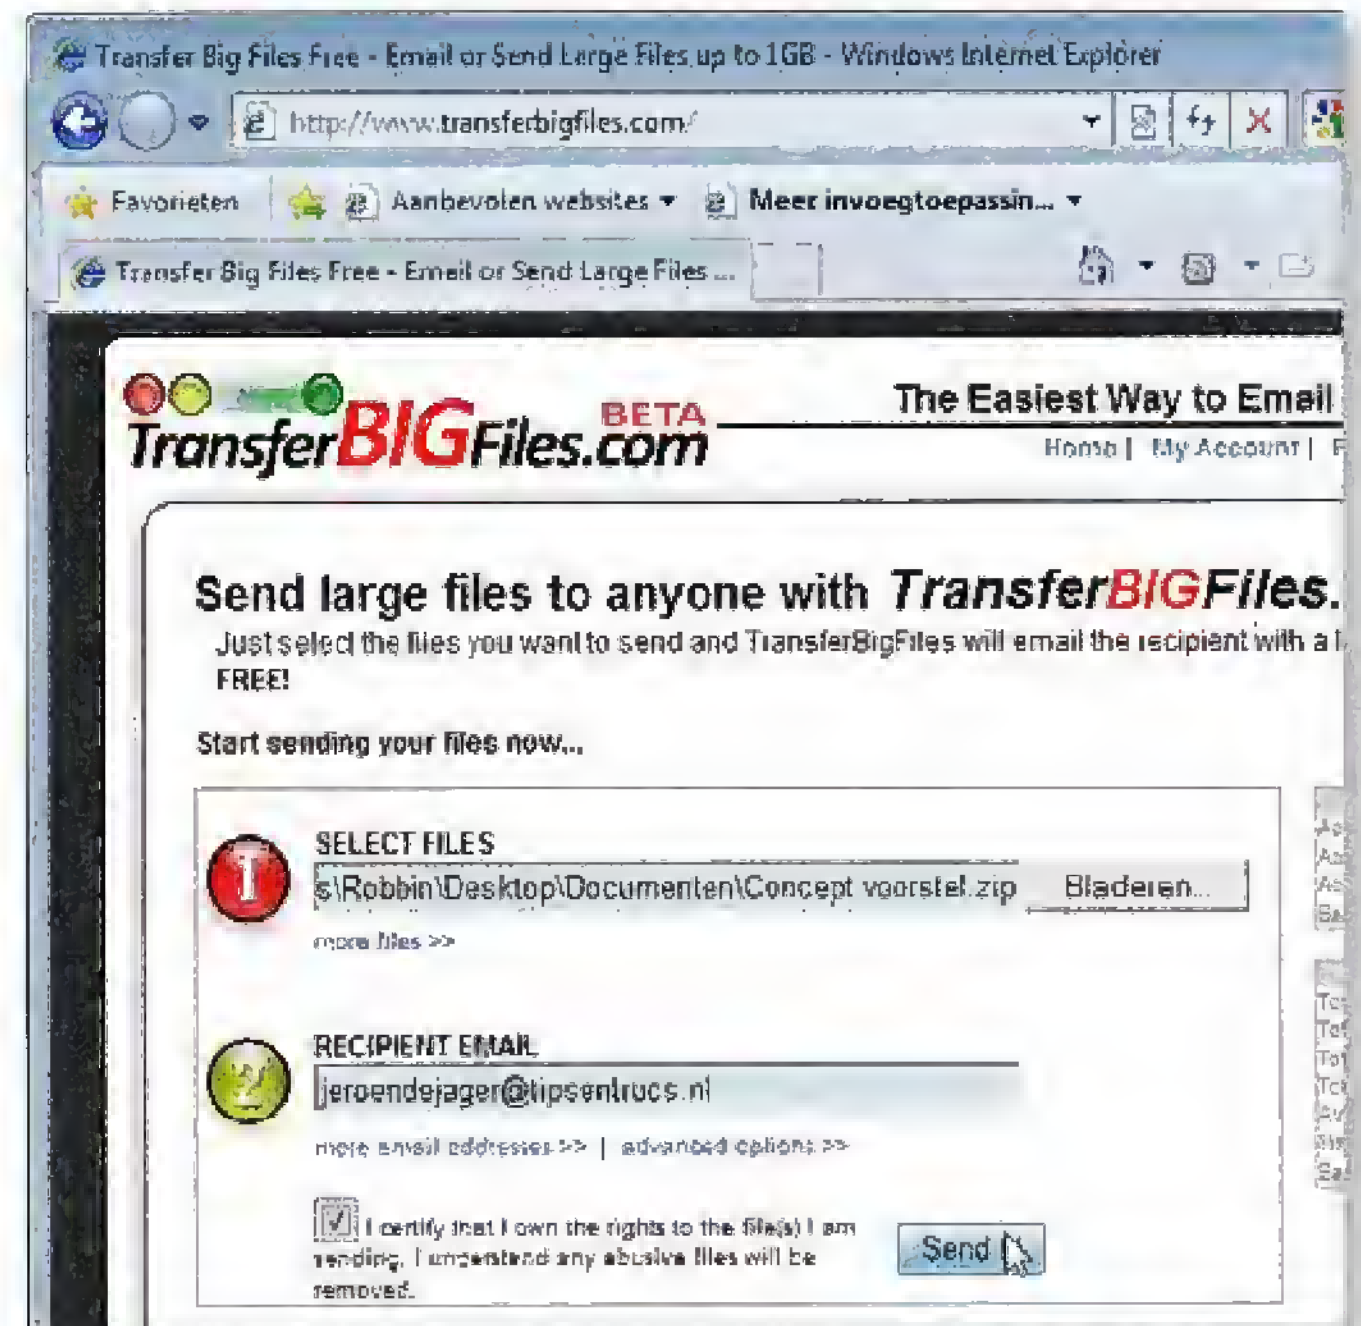 Transfer Big Files Free - Email or Send Large Files up to 1GB - Windows Internet Explorer
http://www.transferbigfiles.com/
Favorieten Aanbevolen websites Meer invoegtoepassin...
Transfer Big Files Free - Email or Send Large Files ...
TransferBIGFiles.com BETA
The Easiest Way to Email
Home | My Account |
Send large files to anyone with TransferBIGFiles.
Just select the files you want to send and TransferBigFiles will email the recipient with a
FREE!
Start sending your files now...
1 SELECT FILES
s\Robbin\Desktop\Documenten\Concept voorstel.zip Bladeren...
more files >>
2 RECIPIENT EMAIL
jeroendejager@tipsentrucs.nl
more email addresses >> | advanced options >>
I certify that I own the rights to the file(s) I am
sending. I understand any abusive files will be
removed.
Send